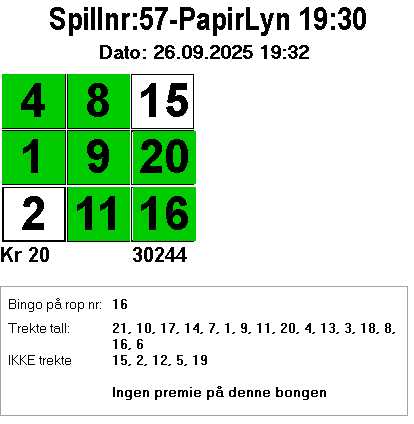 Spillnr:57-PapirLyn 19:30
Dato: 26.09.2025 19:32
4 8 15
1 9 20
2 11 16
Kr 20 30244
Bingo på rop nr: 16
Trekte tall: 21, 10, 17, 14, 7, 1, 9, 11, 20, 4, 13, 3, 18, 8,
16, 6
IKKE trekte 15, 2, 12, 5, 19
Ingen premie på denne bongen